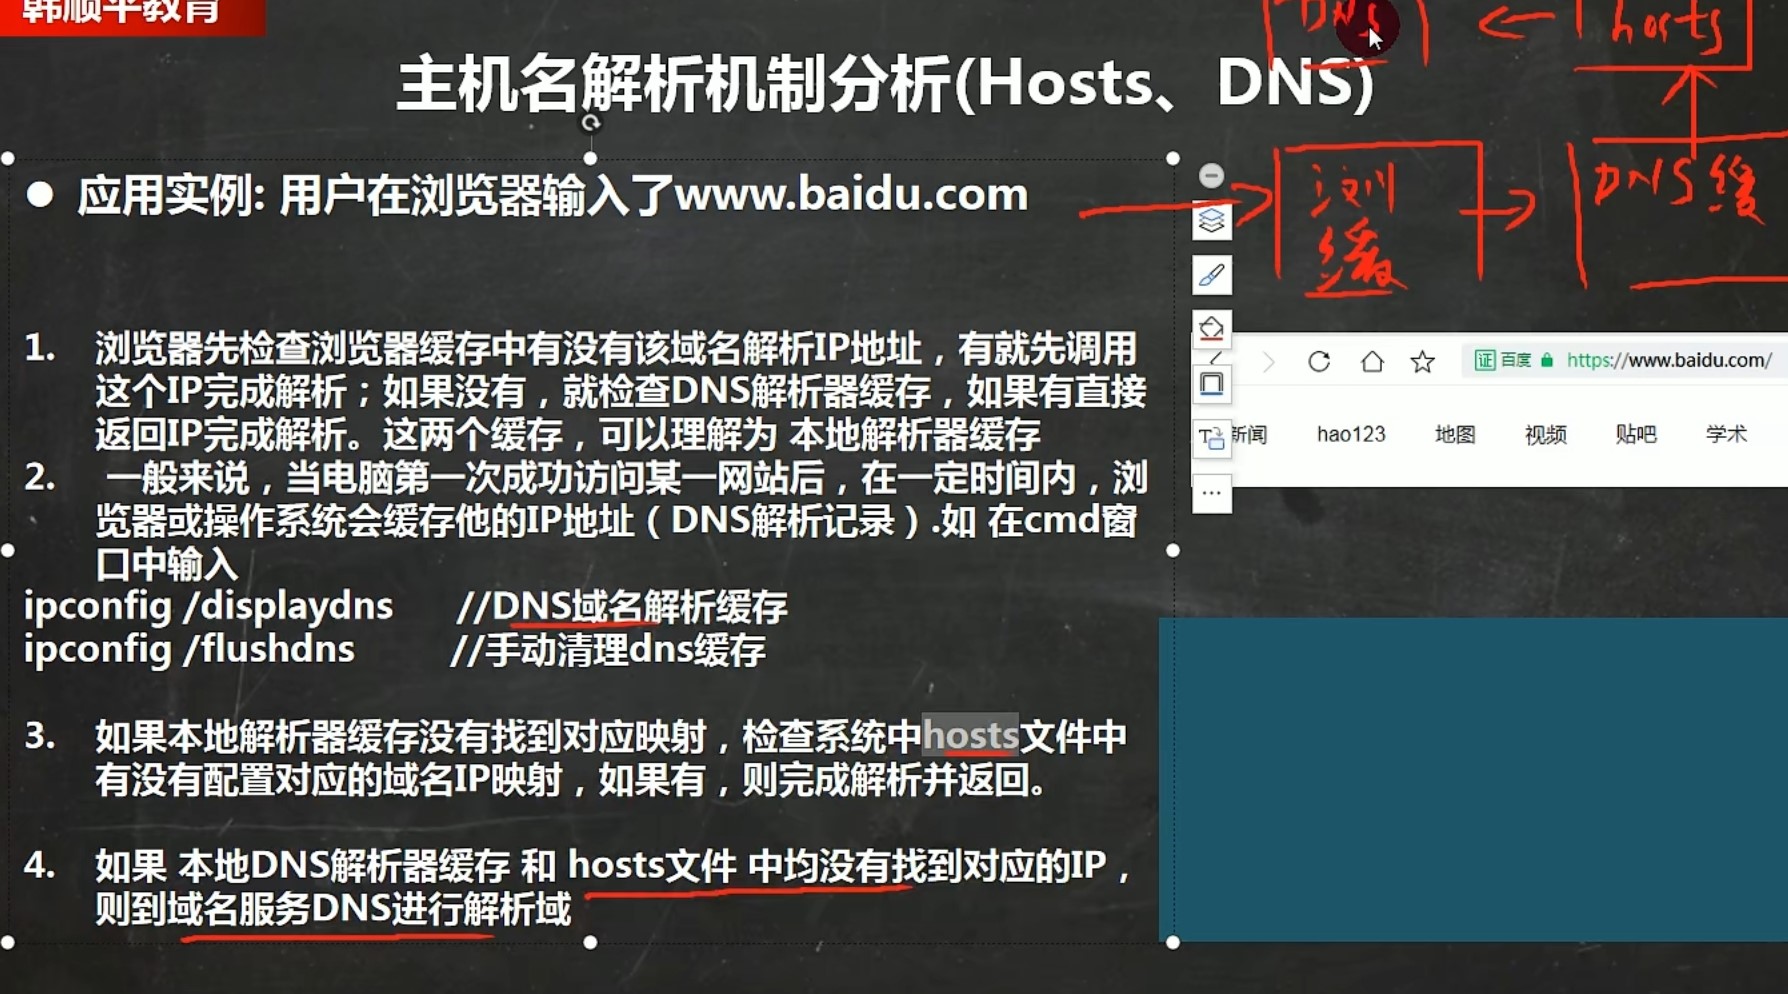 韩顺平教育
DNS
hosts
主机名解析机制分析(Hosts、DNS)
● 应用实例: 用户在浏览器输入了www.baidu.com
浏
缓
DNS 缓
1. 浏览器先检查浏览器缓存中有没有该域名解析IP地址，有就先调用
这个IP完成解析；如果没有，就检查DNS解析器缓存，如果有直接
返回IP完成解析。这两个缓存，可以理解为 本地解析器缓存
2. 一般来说，当电脑第一次成功访问某一网站后，在一定时间内，浏
览器或操作系统会缓存他的IP地址（DNS解析记录）.如 在cmd窗
口中输入
ipconfig /displaydns //DNS域名解析缓存
ipconfig /flushdns //手动清理dns缓存
3. 如果本地解析器缓存没有找到对应映射，检查系统中hosts文件中
有没有配置对应的域名IP映射，如果有，则完成解析并返回。
4. 如果 本地DNS解析器缓存 和 hosts文件 中均没有找到对应的IP，
则到域名服务DNS进行解析域
证 百度 https://www.baidu.com/
新闻 hao123 地图 视频 贴吧 学术